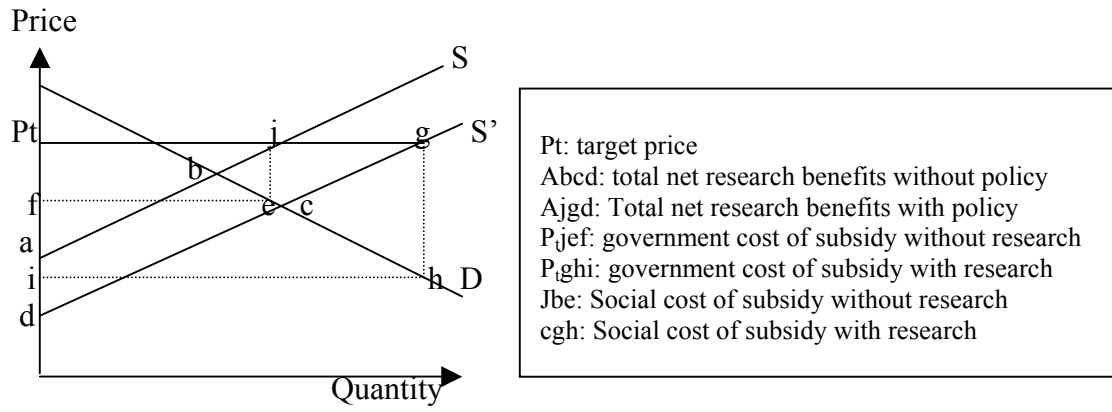 Price
S
Pt
j
g
S’
b
f
e
c
a
i
h
D
d
Quantity
Pt: target price
Abcd: total net research benefits without policy
Ajgd: Total net research benefits with policy
Ptjef: government cost of subsidy without research
Ptghi: government cost of subsidy with research
Jbe: Social cost of subsidy without research
cgh: Social cost of subsidy with research